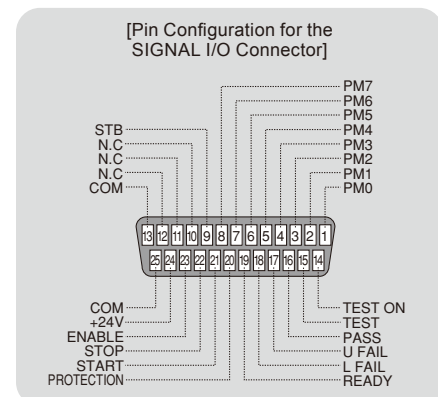 [Pin Configuration for the
SIGNAL I/O Connector]
PM7
PM6
PM5
PM4
PM3
PM2
PM1
PM0
STB
N.C
N.C
N.C
COM
13 12 11 10 9 8 7 6 5 4 3 2 1
25 24 23 22 21 20 19 18 17 16 15 14
COM
+24V
ENABLE
STOP
START
PROTECTION
TEST ON
TEST
PASS
U FAIL
L FAIL
READY